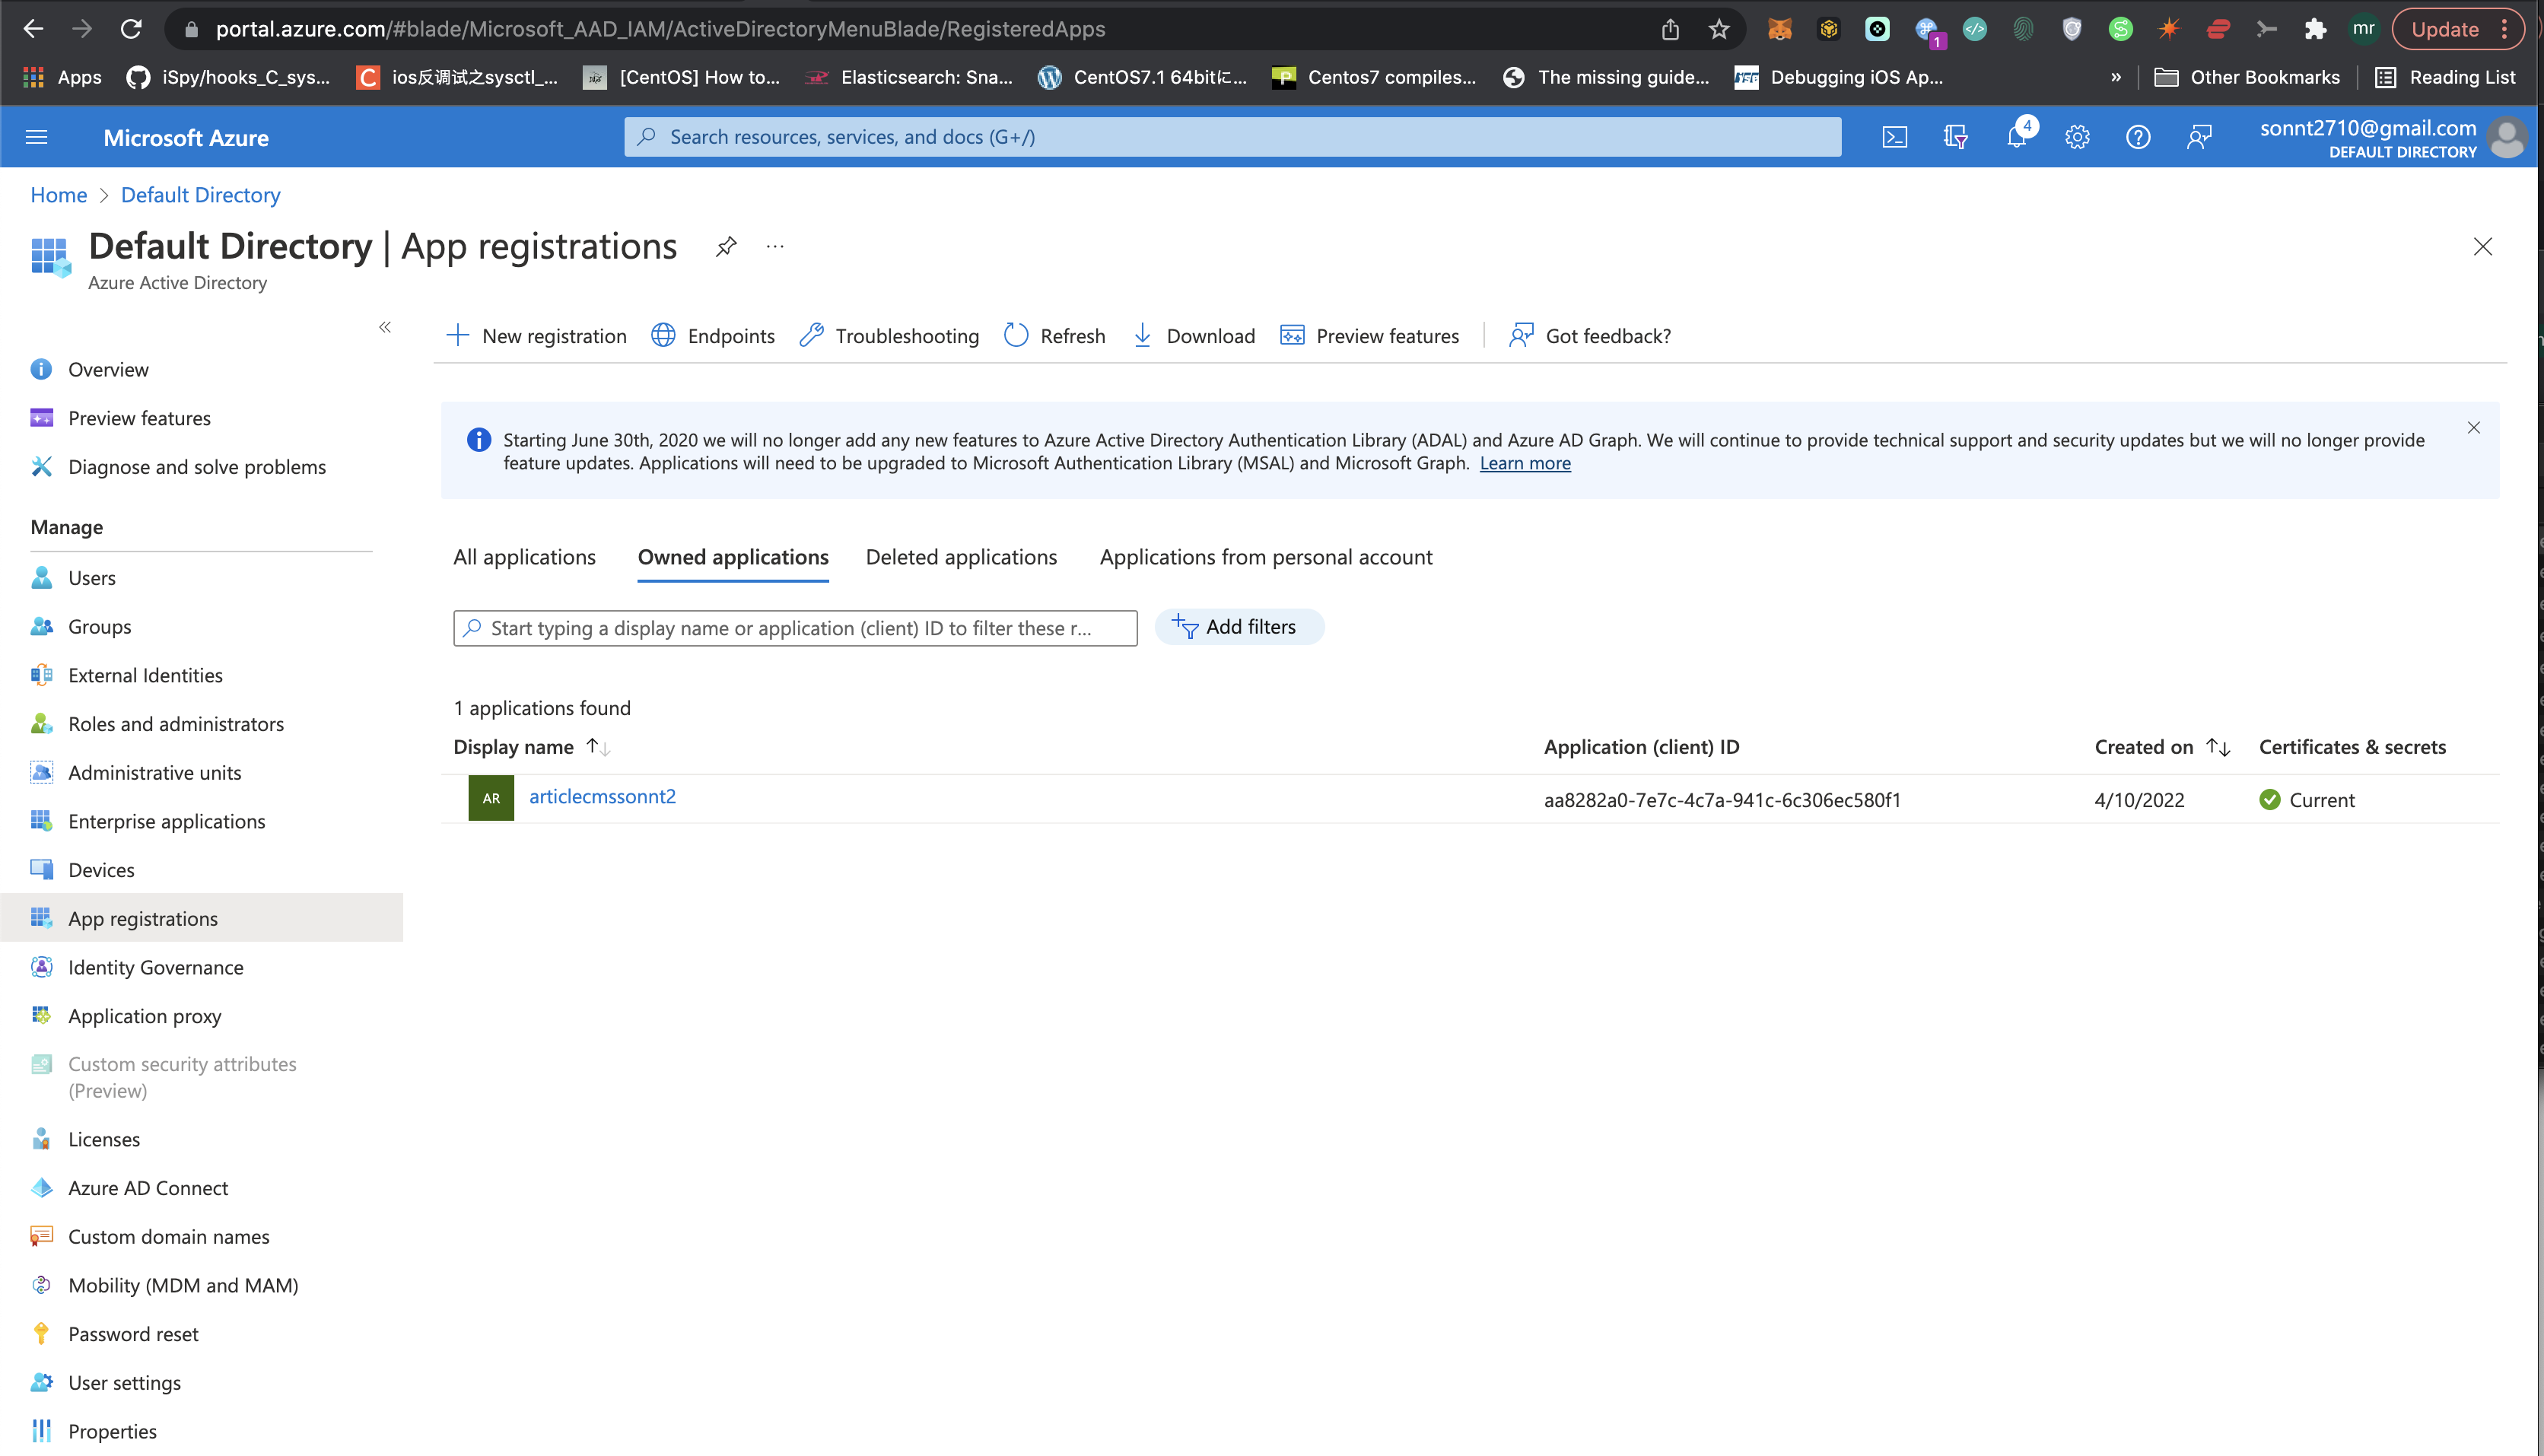 portal.azure.com/#blade/Microsoft_AAD_IAM/ActiveDirectoryMenuBlade/RegisteredApps
1
mr
Update
Apps
iSpy/hooks_C_sys...
ios反调试之sysctl_...
[CentOS] How to...
Elasticsearch: Sna...
CentOS7.1 64bitに...
Centos7 compiles...
The missing guide...
Debugging iOS Ap...
»
Other Bookmarks
Reading List
Microsoft Azure
Search resources, services, and docs (G+/)
4
sonnt2710@gmail.com
DEFAULT DIRECTORY
Home > Default Directory
Default Directory | App registrations
...
Azure Active Directory
«
New registration
Endpoints
Troubleshooting
Refresh
Download
Preview features
Got feedback?
Overview
Preview features
Diagnose and solve problems
Manage
Users
Groups
External Identities
Roles and administrators
Administrative units
Enterprise applications
Devices
App registrations
Identity Governance
Application proxy
Custom security attributes
(Preview)
Licenses
Azure AD Connect
Custom domain names
Mobility (MDM and MAM)
Password reset
User settings
Properties
Starting June 30th, 2020 we will no longer add any new features to Azure Active Directory Authentication Library (ADAL) and Azure AD Graph. We will continue to provide technical support and security updates but we will no longer provide
feature updates. Applications will need to be upgraded to Microsoft Authentication Library (MSAL) and Microsoft Graph. Learn more
All applications
Owned applications
Deleted applications
Applications from personal account
Start typing a display name or application (client) ID to filter these r...
Add filters
1 applications found
Display name
Application (client) ID
Created on
Certificates & secrets
AR
articlecmssonnt2
aa8282a0-7e7c-4c7a-941c-6c306ec580f1
4/10/2022
Current